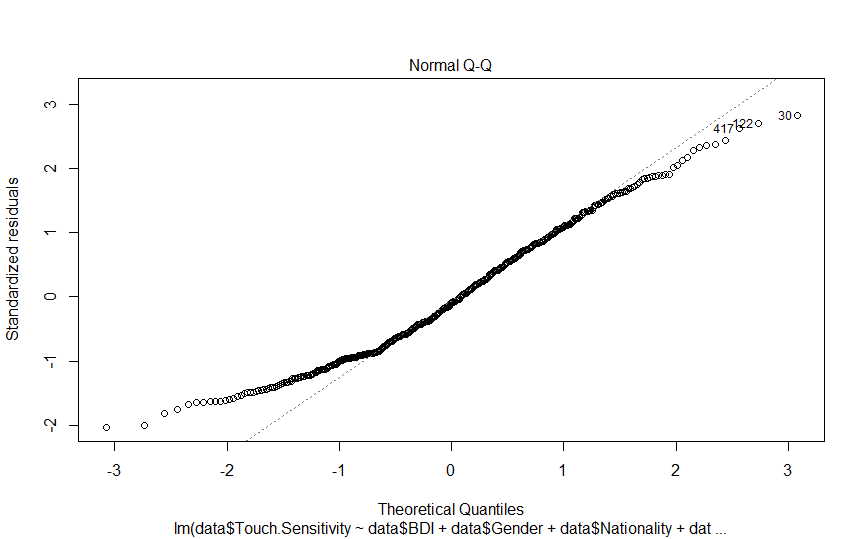 Normal Q-Q
3
2
1
0
-1
-2
Standardized residuals
417
122
30
-3 -2 -1 0 1 2 3
Theoretical Quantiles
lm(data$Touch.Sensitivity ~ data$BDI + data$Gender + data$Nationality + dat ...